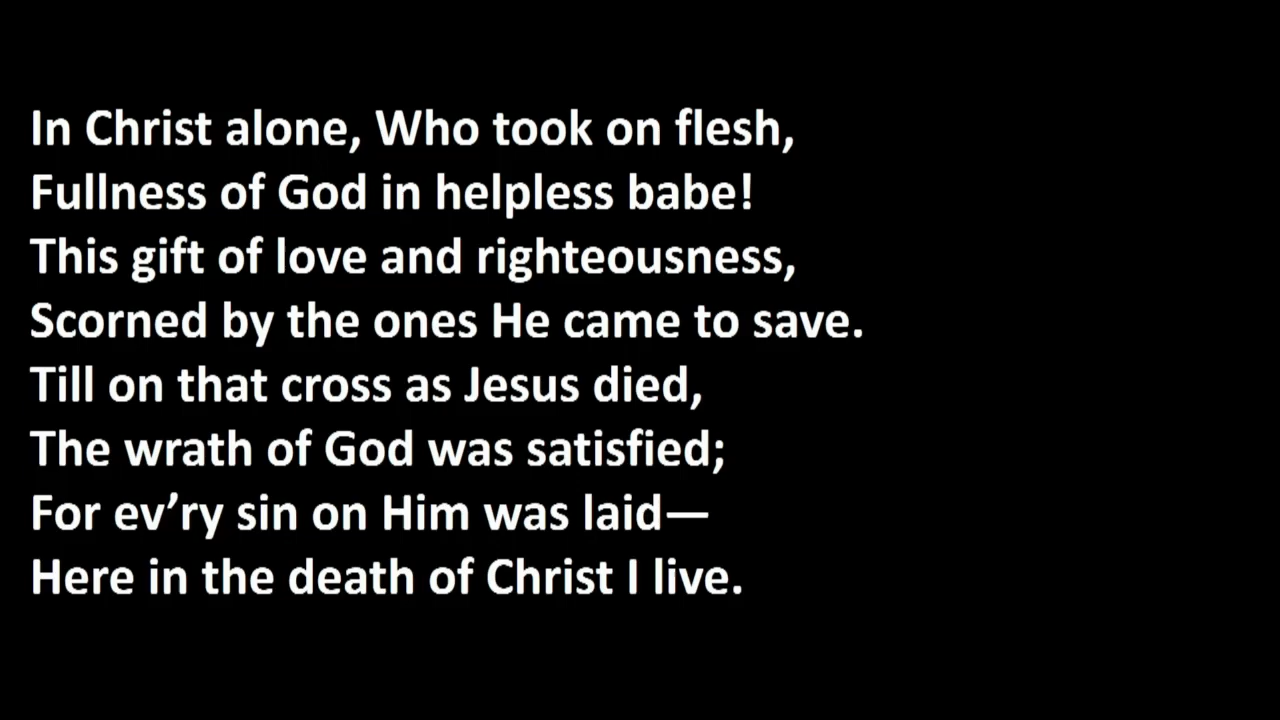 In Christ alone, Who took on flesh,
Fullness of God in helpless babe!
This gift of love and righteousness,
Scorned by the ones He came to save.
Till on that cross as Jesus died,
The wrath of God was satisfied;
For ev’ry sin on Him was laid—
Here in the death of Christ I live.